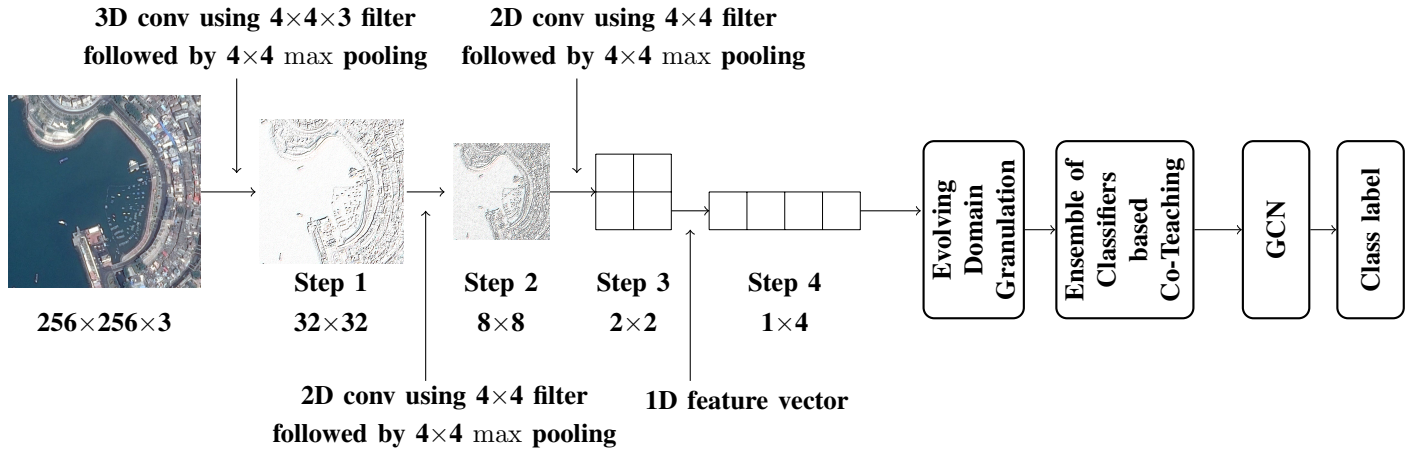 3D conv using 4×4×3 filter
followed by 4×4 max pooling
2D conv using 4×4 filter
followed by 4×4 max pooling
Step 1
Step 2
Step 3
Step 4
256×256×3
32×32
8×8
2×2
1×4
2D conv using 4×4 filter
followed by 4×4 max pooling
1D feature vector
Evolving
Domain
Granulation
Ensemble of
Classifiers
based
Co-Teaching
GCN
Class label